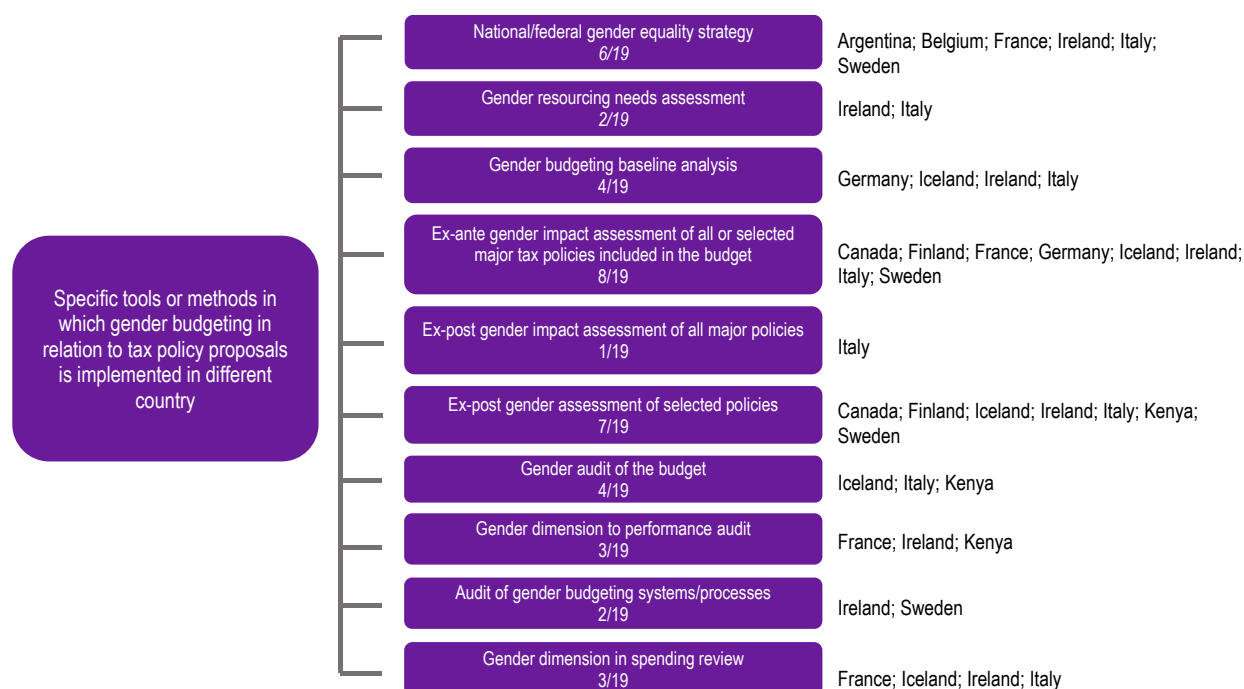 Specific tools or methods in
which gender budgeting in
relation to tax policy proposals
is implemented in different
country
National/federal gender equality strategy
6/19
Argentina; Belgium; France; Ireland; Italy;
Sweden
Gender resourcing needs assessment
2/19
Ireland; Italy
Gender budgeting baseline analysis
4/19
Germany; Iceland; Ireland; Italy
Ex-ante gender impact assessment of all or selected
major tax policies included in the budget
8/19
Canada; Finland; France; Germany; Iceland; Ireland;
Italy; Sweden
Ex-post gender impact assessment of all major policies
1/19
Italy
Ex-post gender assessment of selected policies
7/19
Canada; Finland; Iceland; Ireland; Italy; Kenya;
Sweden
Gender audit of the budget
4/19
Iceland; Italy; Kenya
Gender dimension to performance audit
3/19
France; Ireland; Kenya
Audit of gender budgeting systems/processes
2/19
Ireland; Sweden
Gender dimension in spending review
3/19
France; Iceland; Ireland; Italy